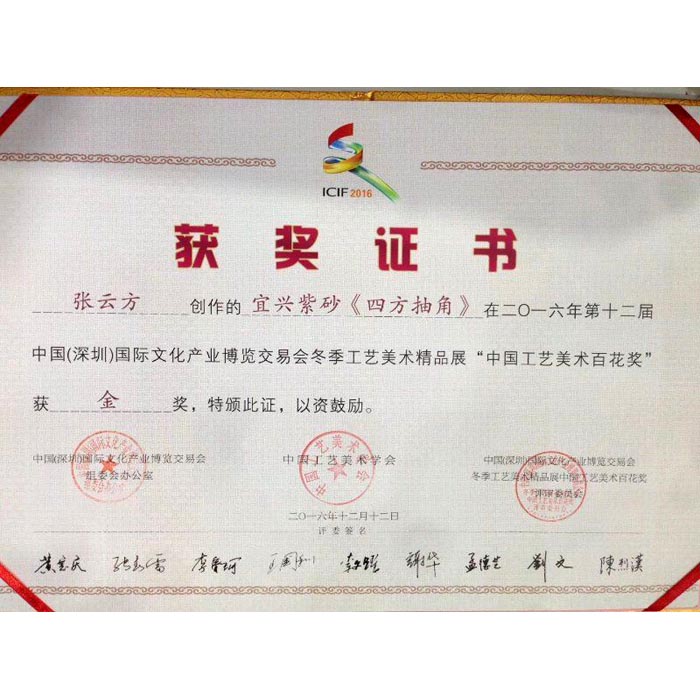 ICIF 2016
获奖证书
张云方 创作的 宜兴紫砂《四方抽角》在二〇一六年第十二届
中国(深圳)国际文化产业博览交易会冬季工艺美术精品展“中国工艺美术百花奖”
获 金 奖，特颁此证，以资鼓励。
中国(深圳)国际文化产业博览交易会
组委会办公室
中国工艺美术学会
中国(深圳)国际文化产业博览交易会
冬季工艺美术精品展中国工艺美术百花奖
评审委员会
中国工艺美术学会
二〇一六年十二月十二日
评委签名
刘文